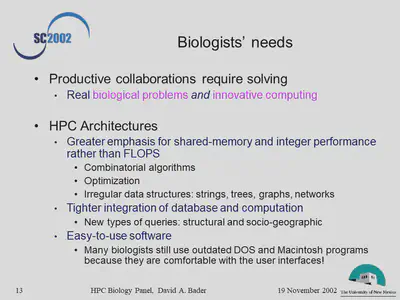 SC2002
Biologists' needs
• Productive collaborations require solving
• Real biological problems and innovative computing
• HPC Architectures
• Greater emphasis for shared-memory and integer performance
rather than FLOPS
• Combinatorial algorithms
• Optimization
• Irregular data structures: strings, trees, graphs, networks
• Tighter integration of database and computation
• New types of queries: structural and socio-geographic
• Easy-to-use software
• Many biologists still use outdated DOS and Macintosh programs
because they are comfortable with the user interfaces!
13 HPC Biology Panel, David A. Bader 19 November 2002
The University of New Mexico